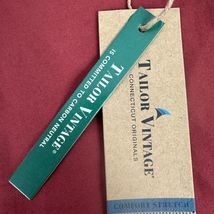 TAILOR VINTAGE®
IS COMMITTED TO CARBON NEUTRAL
TAILOR VINTAGE®
CONNECTICUT ORIGINALS
COMFORT STRETCH